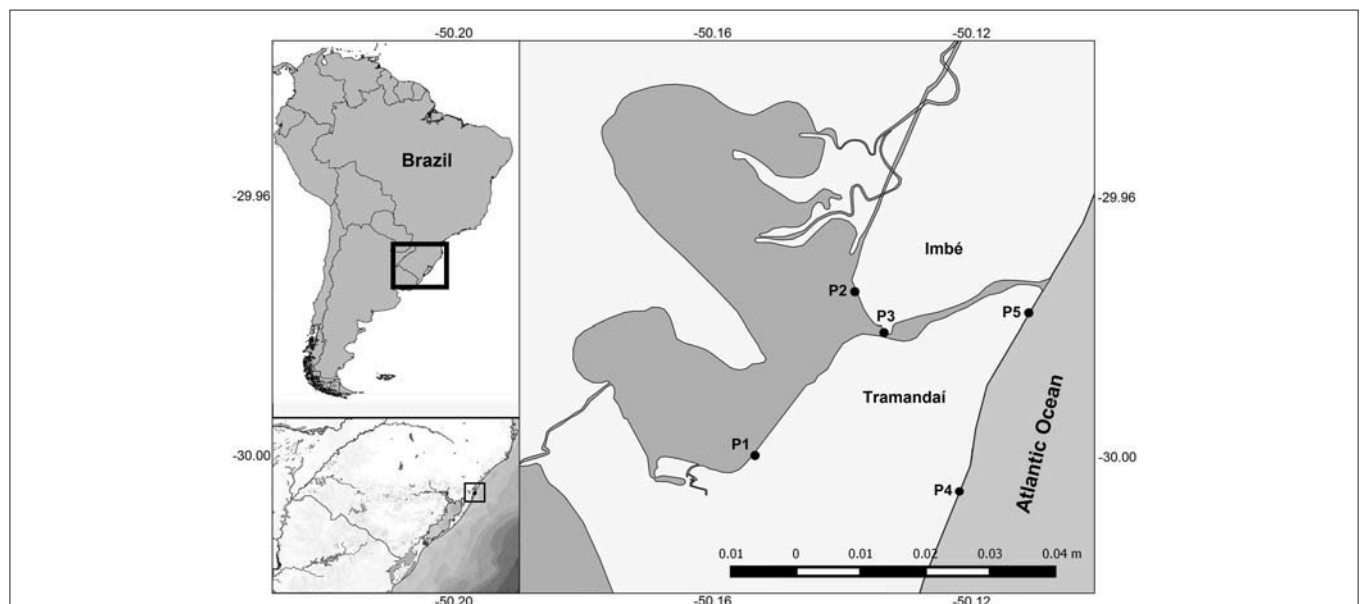 -50.20 -50.16 -50.12
Brazil
-29.96 -29.96
Imbé
P2
P3
P5
Tramandaí
Atlantic Ocean
P1
-30.00 -30.00
P4
0.01 0 0.01 0.02 0.03 0.04 m
-50.20 -50.16 -50.12